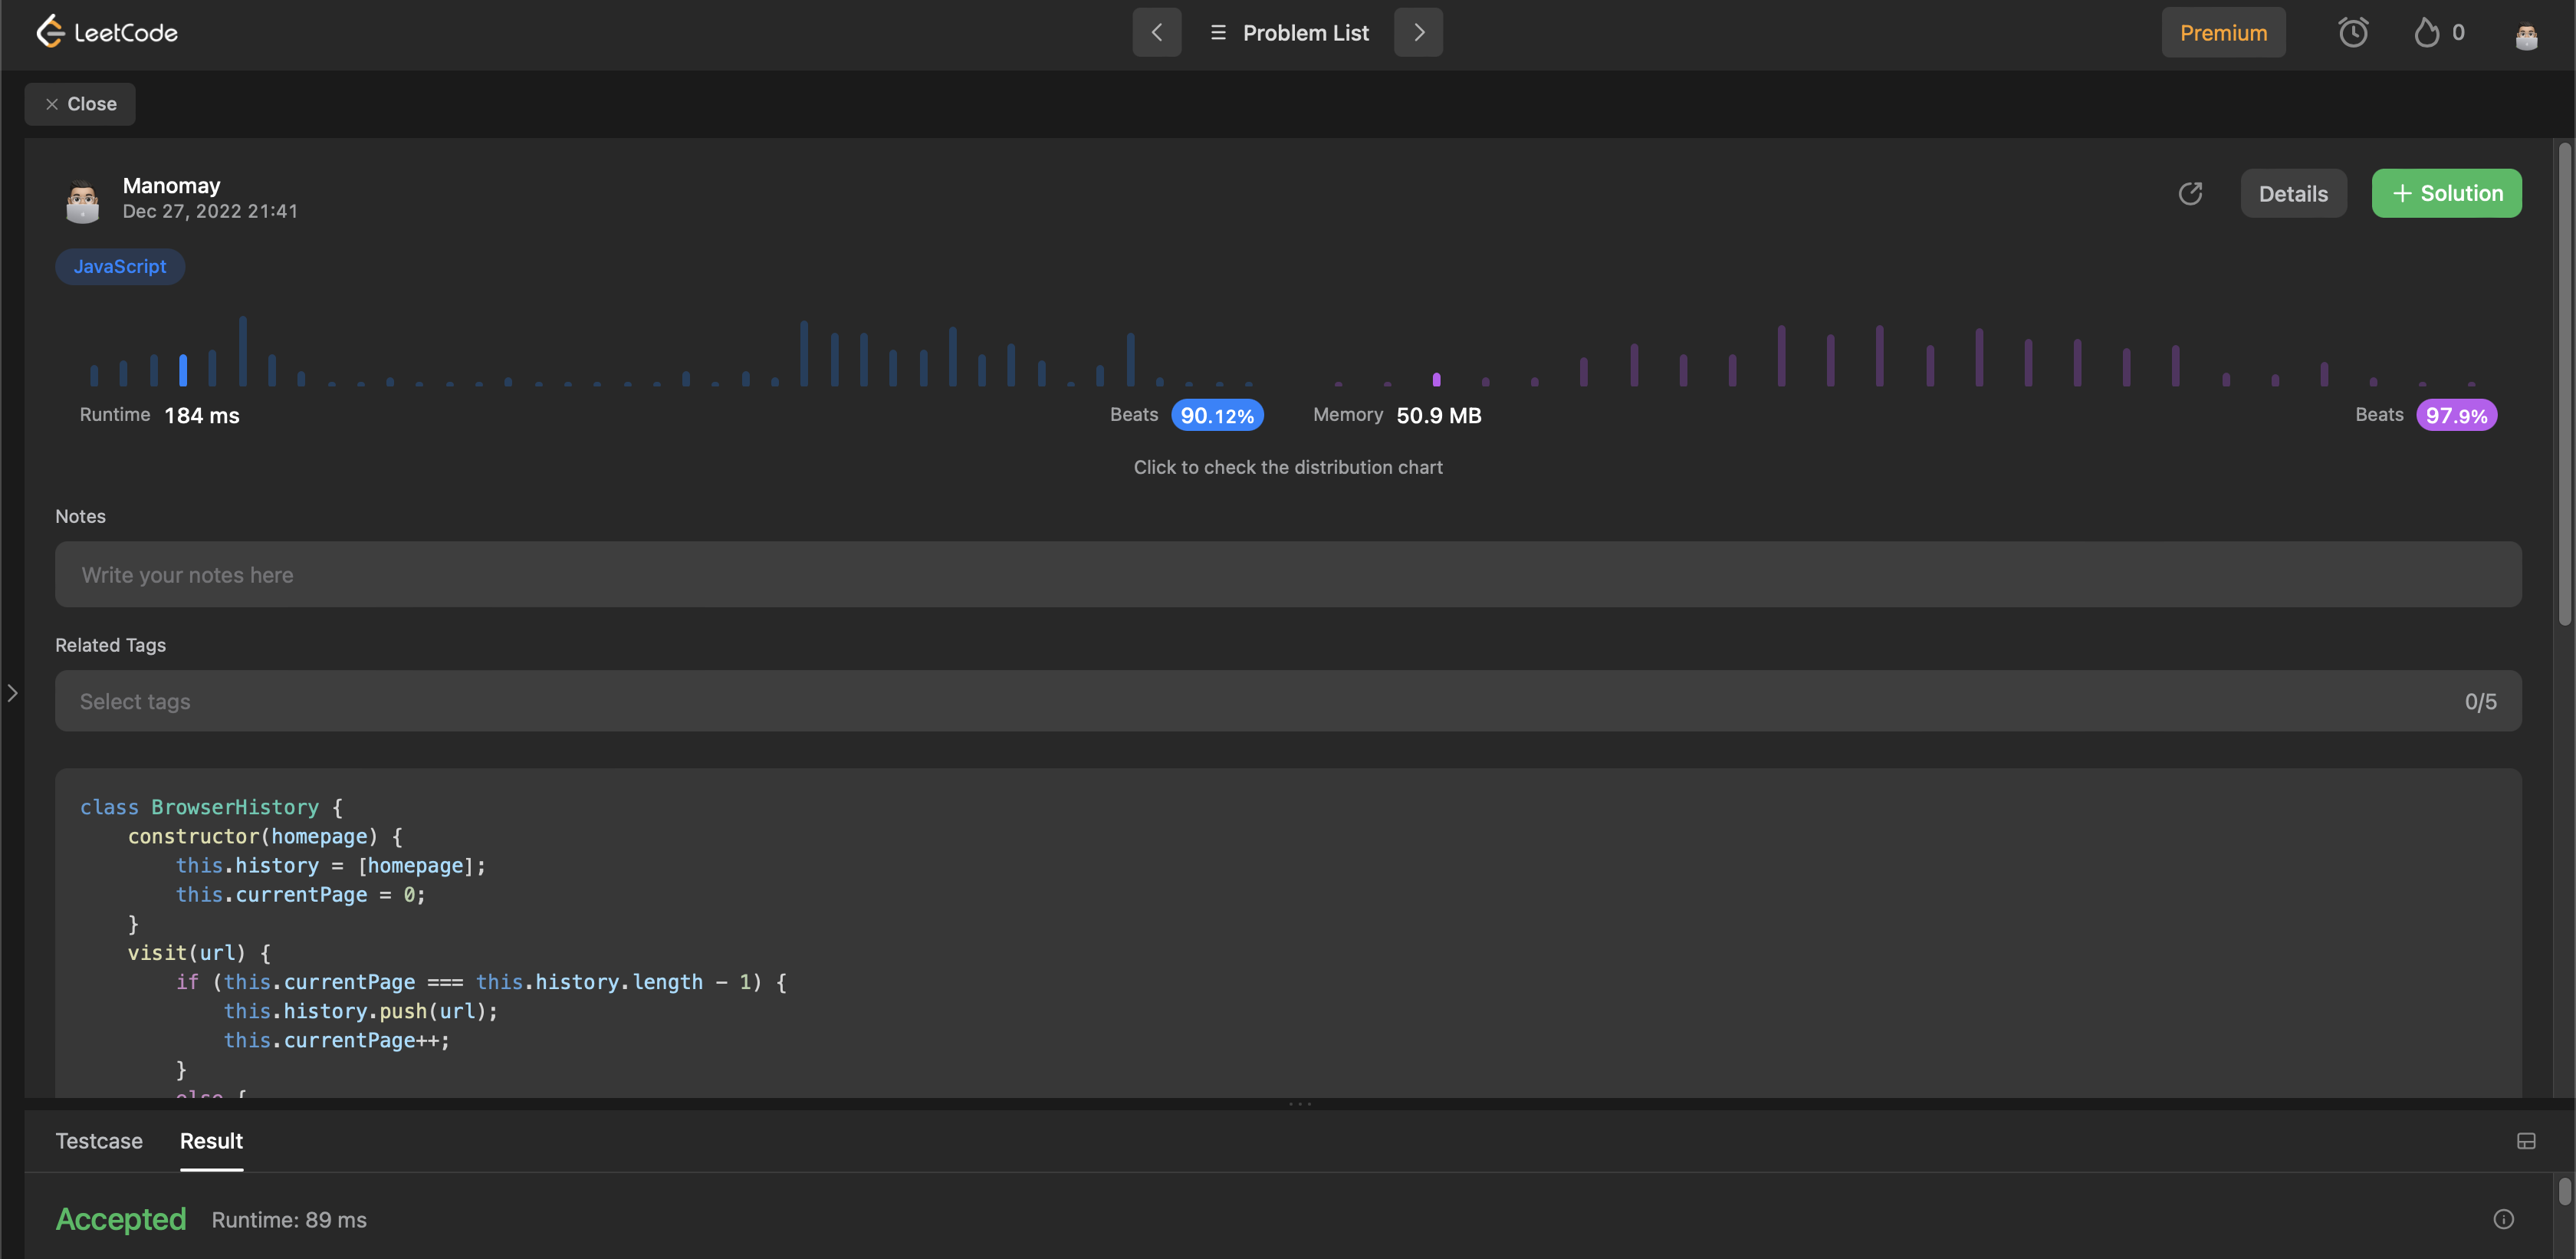 LeetCode
Problem List
Premium
0
Close
Manomay
Dec 27, 2022 21:41
Details
+ Solution
JavaScript
Runtime 184 ms
Beats 90.12%
Memory 50.9 MB
Beats 97.9%
Click to check the distribution chart
Notes
Write your notes here
Related Tags
Select tags
0/5
class BrowserHistory {
    constructor(homepage) {
        this.history = [homepage];
        this.currentPage = 0;
    }
    visit(url) {
        if (this.currentPage === this.history.length - 1) {
            this.history.push(url);
            this.currentPage++;
        }
        else {
Testcase
Result
Accepted
Runtime: 89 ms